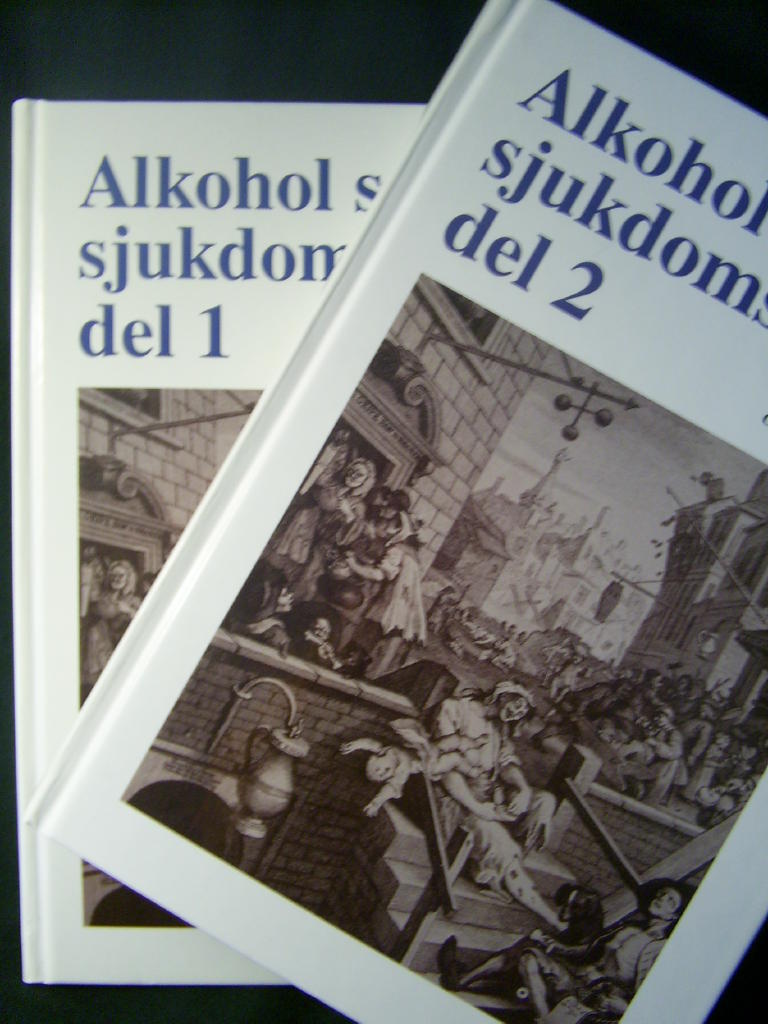 Alkohol s
sjukdom
del 1
Alkohol
sjukdoms
del 2